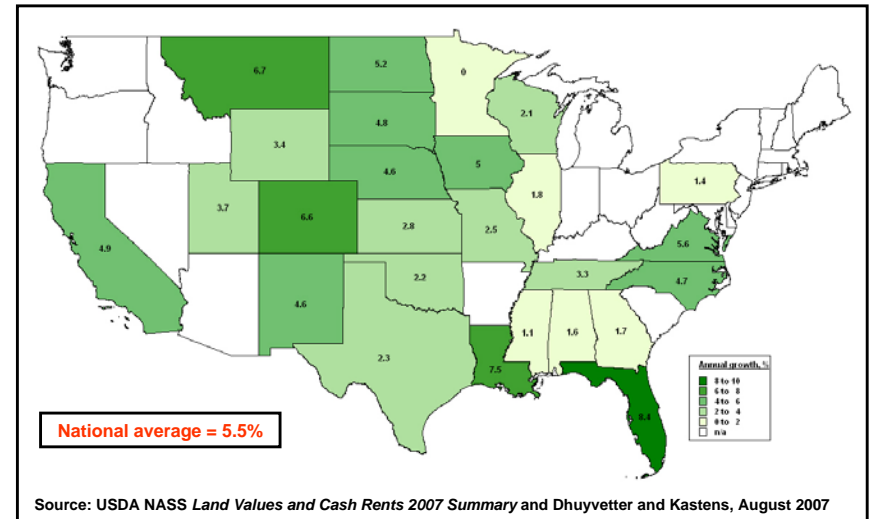 6.7
5.2
0
2.1
3.4
4.8
4.6
5
1.8
1.4
3.7
6.6
2.8
2.5
4.9
5.6
3.3
4.7
2.2
4.6
1.1
1.6
1.7
2.3
7.5
8.4
Annual growth, %
8 to 10
6 to 8
4 to 6
2 to 4
0 to 2
n/a
National average = 5.5%
Source: USDA NASS Land Values and Cash Rents 2007 Summary and Dhuyvetter and Kastens, August 2007